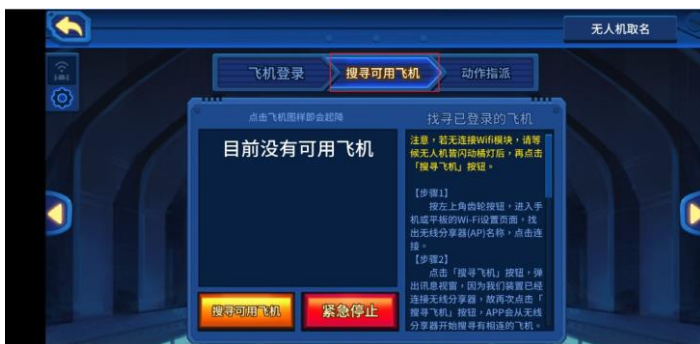 无人机取名
飞机登录
搜寻可用飞机
动作指派
点击飞机图样即会起降
目前没有可用飞机
搜寻可用飞机
紧急停止
找寻已登录的飞机
注意，若无连接Wifi模块，请等
候无人机皆闪动橘灯后，再点击
「搜寻飞机」按钮。
【步骤1】
按左上角齿轮按钮，进入手
机或平板的Wi-Fi设置页面，找
出无线分享器(AP)名称，点击连
接。
【步骤2】
点击「搜寻飞机」按钮，弹
出讯息视窗，因为我们装置已经
连接无线分享器，故再次点击「
搜寻飞机」按钮，APP会从无线
分享器开始搜寻有相连的飞机。